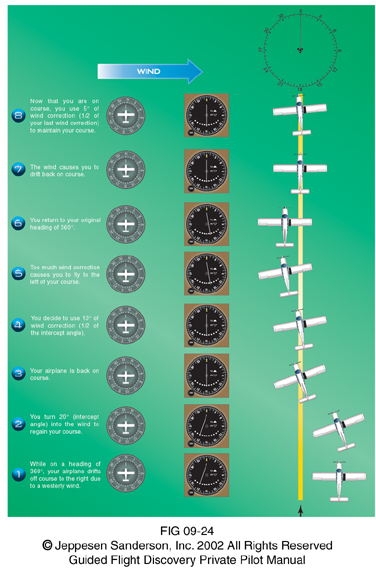 WIND
8
Now that you are on
course, you use 5° of
wind correction (1/2 of
your last wind correction)
to maintain your course.
7
The wind causes you to
drift back on course.
6
You return to your original
heading of 360°.
5
Too much wind correction
causes you to fly to the
left of your course.
4
You decide to use 10° of
wind correction (1/2 of
the intercept angle).
3
Your airplane is back on
course.
2
You turn 20° (intercept
angle) into the wind to
regain your course.
1
While on a heading of
360°, your airplane drifts
off course to the right due
to a westerly wind.
FIG 09-24
© Jeppesen Sanderson, Inc. 2002 All Rights Reserved
Guided Flight Discovery Private Pilot Manual